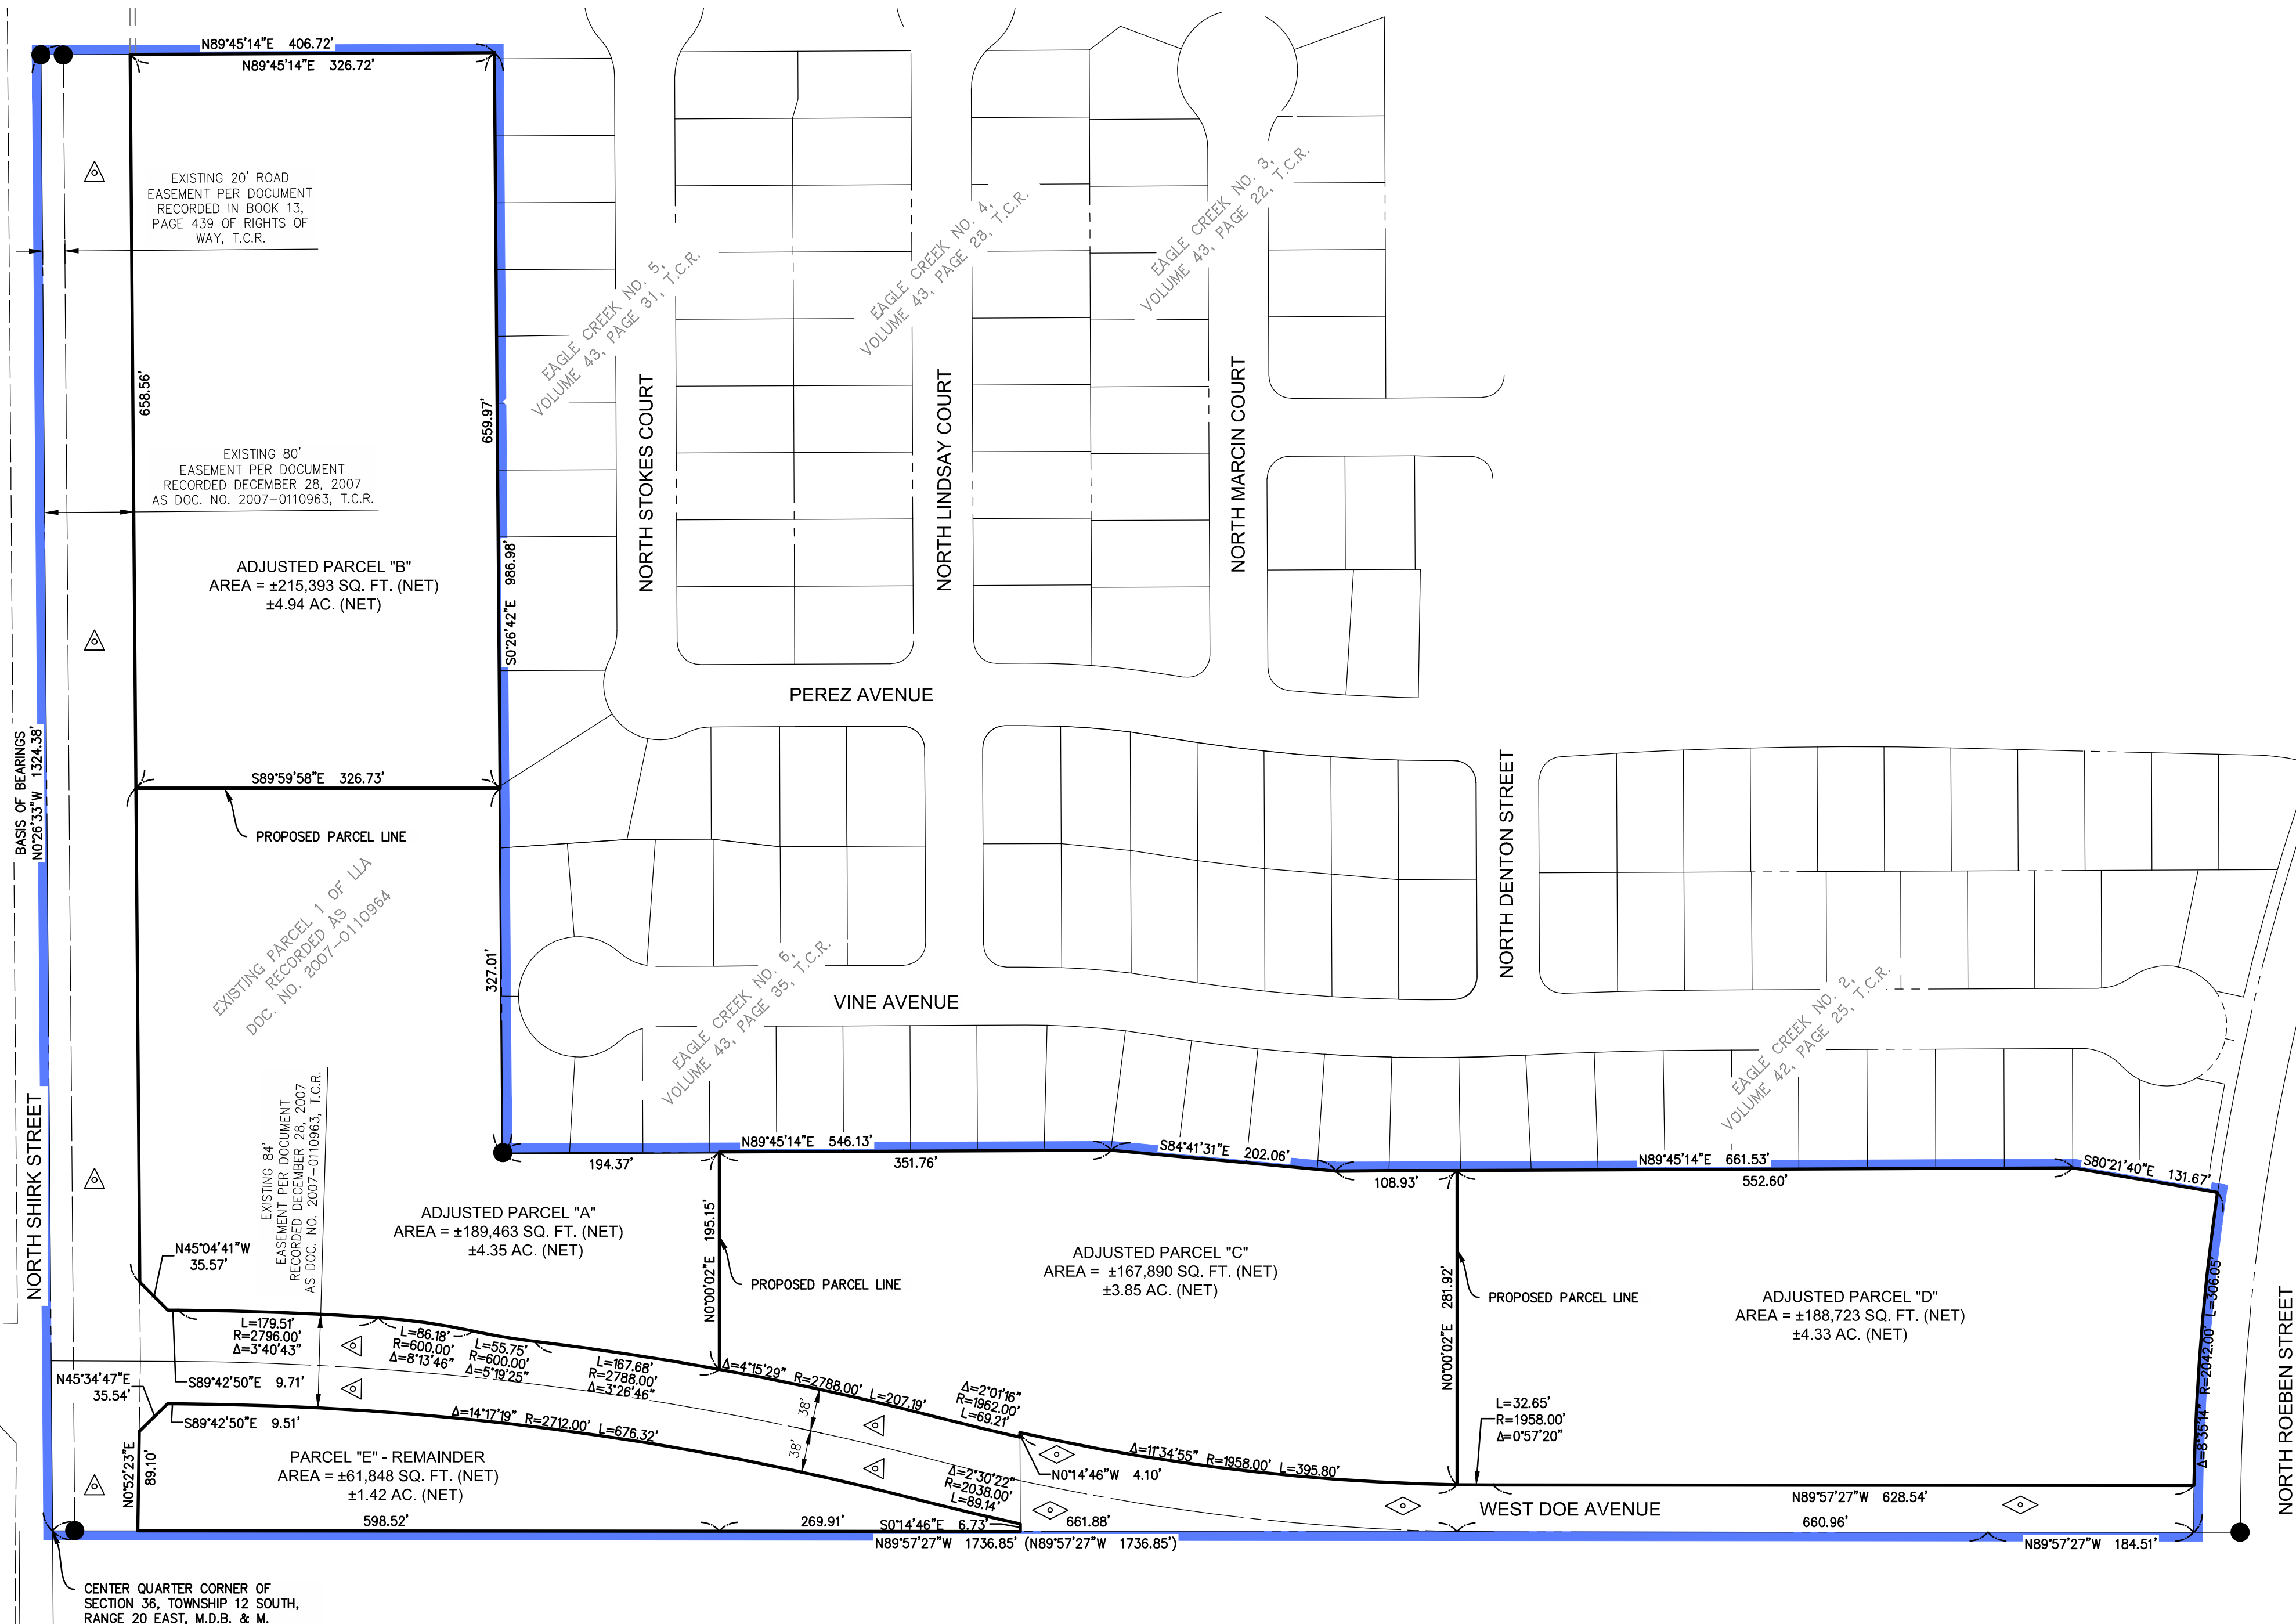 N89°45'14"E 406.72'
N89°45'14"E 326.72'
EXISTING 20' ROAD
EASEMENT PER DOCUMENT
RECORDED IN BOOK 13,
PAGE 439 OF RIGHTS OF
WAY, T.C.R.
658.56'
659.97'
EXISTING 80'
EASEMENT PER DOCUMENT
RECORDED DECEMBER 28, 2007
AS DOC. NO. 2007-0110963, T.C.R.
ADJUSTED PARCEL "B"
AREA = ±215,393 SQ. FT. (NET)
±4.94 AC. (NET)
S0°26'42"E 986.98'
EAGLE CREEK NO. 5,
VOLUME 43, PAGE 31, T.C.R.
EAGLE CREEK NO. 4,
VOLUME 43, PAGE 28, T.C.R.
EAGLE CREEK NO. 3,
VOLUME 43, PAGE 22, T.C.R.
NORTH STOKES COURT
NORTH LINDSAY COURT
NORTH MARCIN COURT
PEREZ AVENUE
BASIS OF BEARINGS
N0°26'33"W 1324.38'
S89°59'58"E 326.73'
PROPOSED PARCEL LINE
EXISTING PARCEL 1 OF LLA
RECORDED AS
DOC. NO. 2007-0110964
327.01'
NORTH DENTON STREET
VINE AVENUE
EAGLE CREEK NO. 6,
VOLUME 43, PAGE 35, T.C.R.
EAGLE CREEK NO. 2,
VOLUME 42, PAGE 25, T.C.R.
NORTH SHIRK STREET
EXISTING 84'
EASEMENT PER DOCUMENT
RECORDED DECEMBER 28, 2007
AS DOC. NO. 2007-0110963, T.C.R.
N89°45'14"E 546.13'
194.37'
351.76'
S84°41'31"E 202.06'
108.93'
N89°45'14"E 661.53'
552.60'
S80°21'40"E 131.67'
ADJUSTED PARCEL "A"
AREA = ±189,463 SQ. FT. (NET)
±4.35 AC. (NET)
N0°00'02"E 195.15'
PROPOSED PARCEL LINE
ADJUSTED PARCEL "C"
AREA = ±167,890 SQ. FT. (NET)
±3.85 AC. (NET)
N0°00'02"E 281.92'
PROPOSED PARCEL LINE
ADJUSTED PARCEL "D"
AREA = ±188,723 SQ. FT. (NET)
±4.33 AC. (NET)
Δ=8°35'14" R=2042.00' L=306.05'
NORTH ROEBEN STREET
N45°04'41"W
35.57'
L=179.51'
R=2796.00'
Δ=3°40'43"
L=86.18'
R=600.00'
Δ=8°13'46"
L=55.75'
R=600.00'
Δ=5°19'25"
L=167.68'
R=2788.00'
Δ=3°26'46"
Δ=4°15'29" R=2788.00' L=207.19'
Δ=2°01'16"
R=1962.00'
L=69.21'
N45°34'47"E
35.54'
S89°42'50"E 9.71'
S89°42'50"E 9.51'
Δ=14°17'19" R=2712.00' L=676.32'
38'
38'
N0°14'46"W 4.10'
Δ=11°34'55" R=1958.00' L=395.80'
L=32.65'
R=1958.00'
Δ=0°57'20"
N0°52'23"E
89.10'
PARCEL "E" - REMAINDER
AREA = ±61,848 SQ. FT. (NET)
±1.42 AC. (NET)
Δ=2°30'22"
R=2038.00'
L=89.14'
WEST DOE AVENUE
N89°57'27"W 628.54'
598.52'
269.91'
S0°14'46"E 6.73'
661.88'
660.96'
N89°57'27"W 1736.85' (N89°57'27"W 1736.85')
N89°57'27"W 184.51'
CENTER QUARTER CORNER OF
SECTION 36, TOWNSHIP 12 SOUTH,
RANGE 20 EAST, M.D.B. & M.